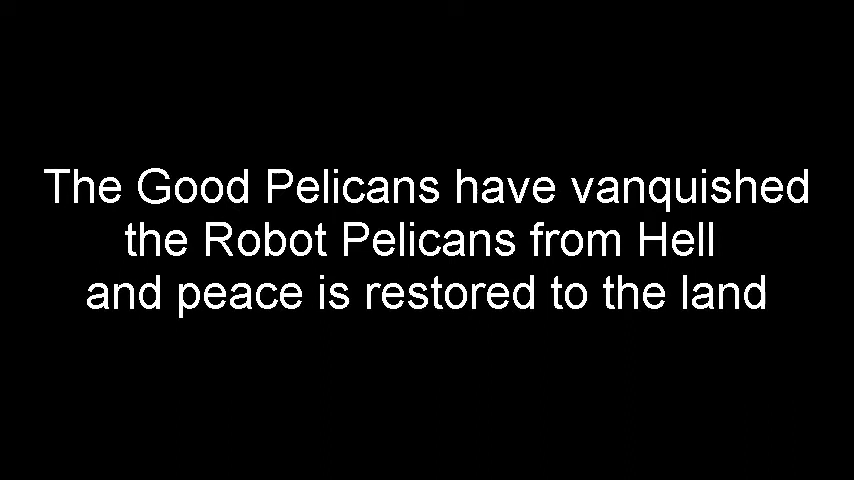 The Good Pelicans have vanquished
the Robot Pelicans from Hell
and peace is restored to the land